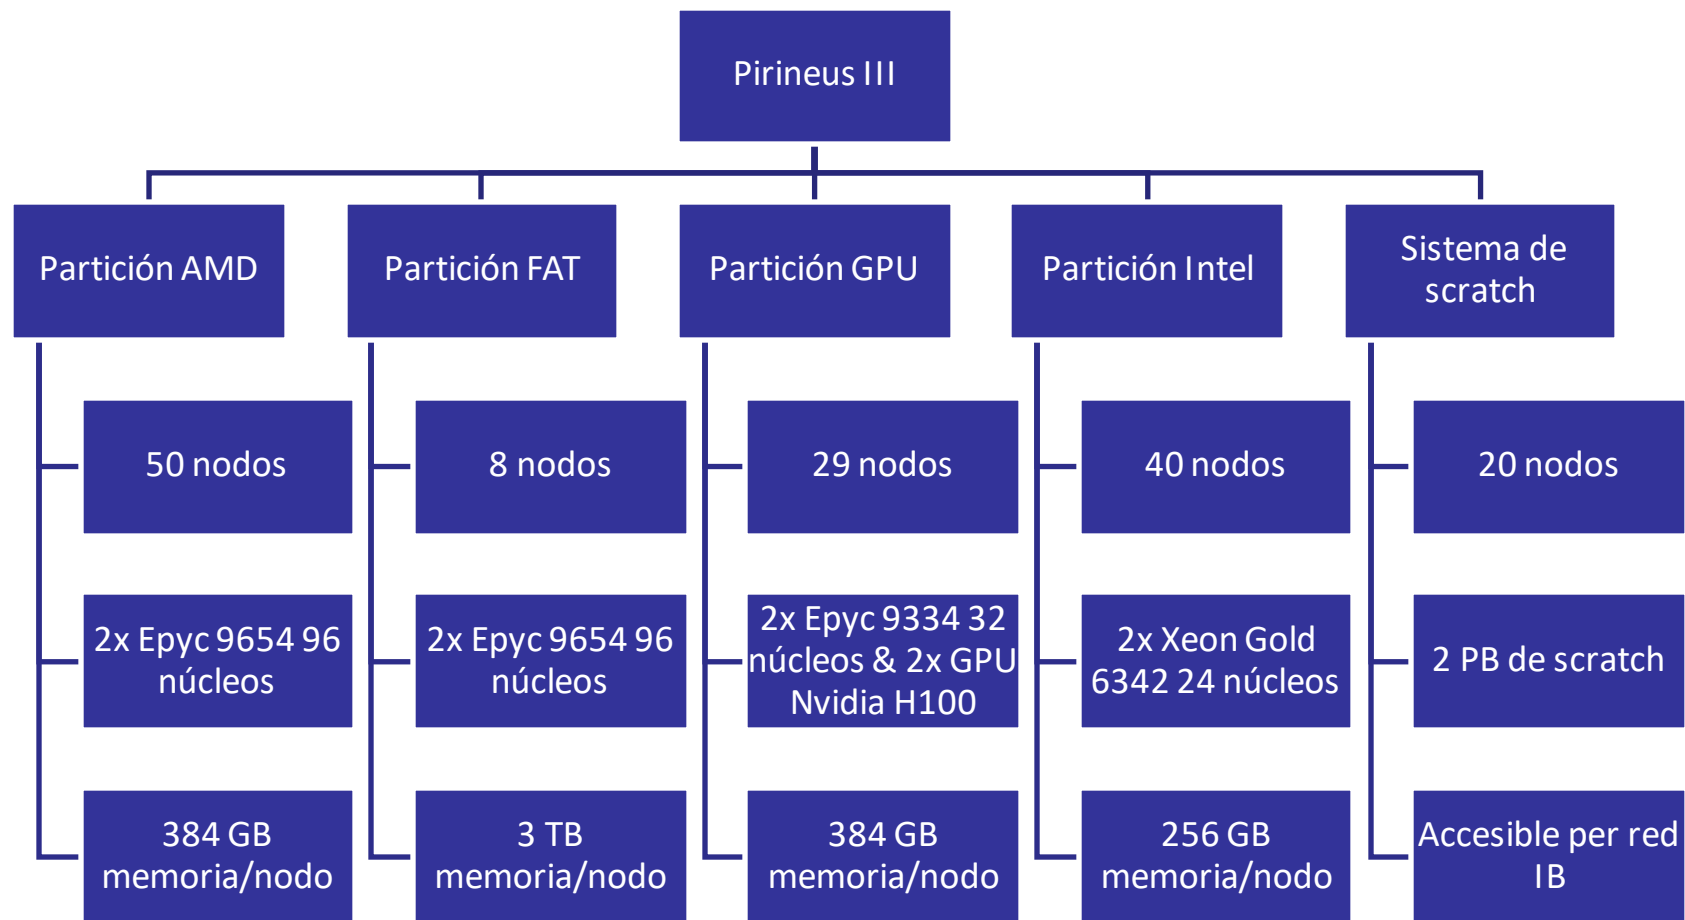 Pirineus III
Partición AMD
50 nodos
2x Epyc 9654 96
núcleos
384 GB
memoria/nodo
Partición FAT
8 nodos
2x Epyc 9654 96
núcleos
3 TB
memoria/nodo
Partición GPU
29 nodos
2x Epyc 9334 32
núcleos & 2x GPU
Nvidia H100
384 GB
memoria/nodo
Partición Intel
40 nodos
2x Xeon Gold
6342 24 núcleos
256 GB
memoria/nodo
Sistema de
scratch
20 nodos
2 PB de scratch
Accesible per red
IB